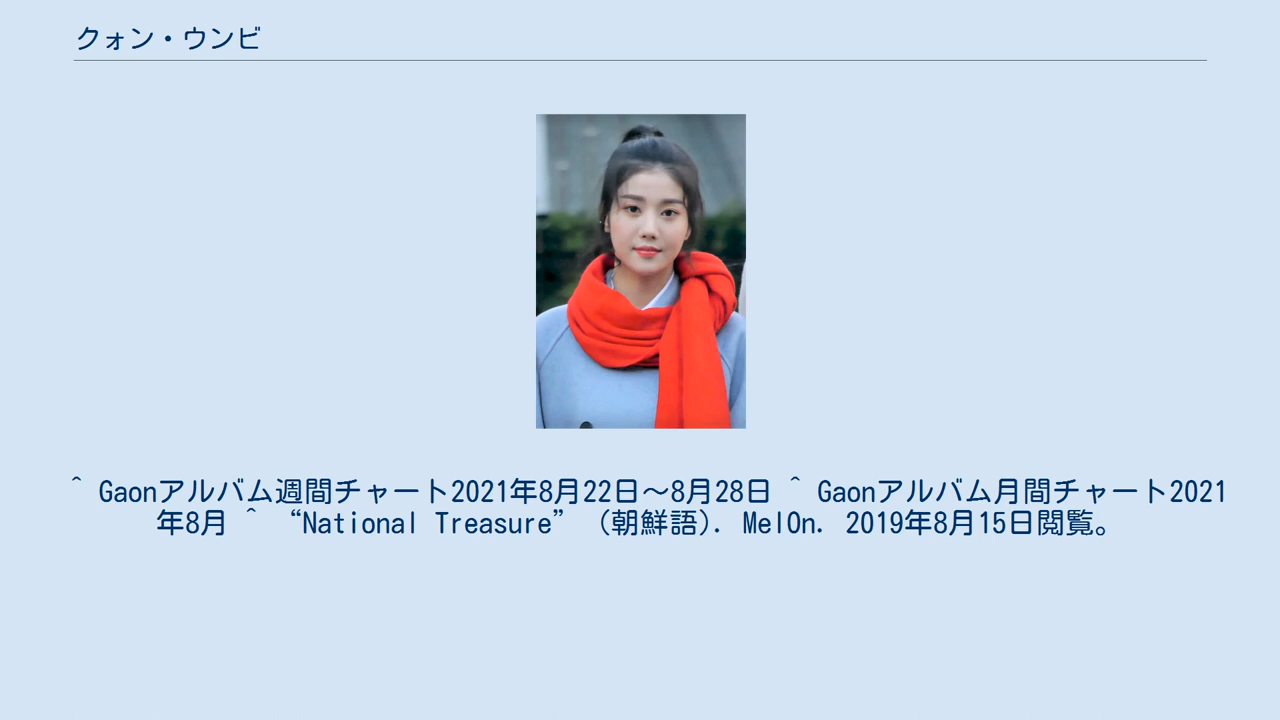 クォン・ウンビ
^ Gaonアルバム週間チャート2021年8月22日～8月28日 ^ Gaonアルバム月間チャート2021
年8月 ^ “National Treasure” (朝鮮語). MelOn. 2019年8月15日閲覧。